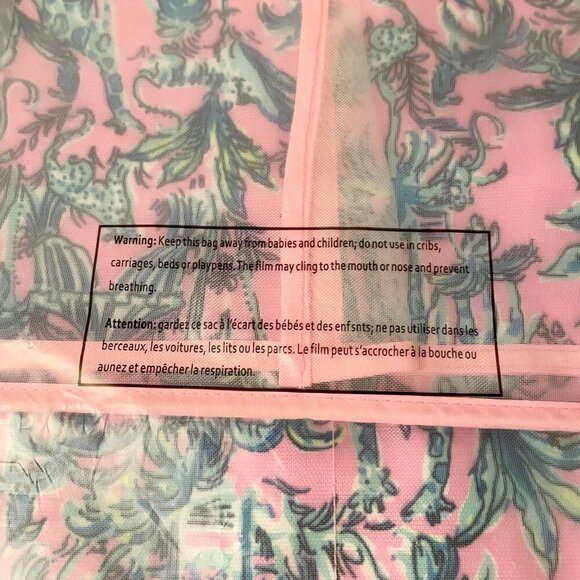 Warning: Keep this bag away from babies and children; do not use in cribs,
carriages, beds or playpens. The film may cling to the mouth or nose and prevent
breathing.
Attention: gardez ce sac à l'écart des bébés et des enfsnts; ne pas utiliser dans les
berceaux, les voitures, les lits ou les parcs. Le film peut s'accrocher à la bouche ou
aunez et empêcher la respiration.